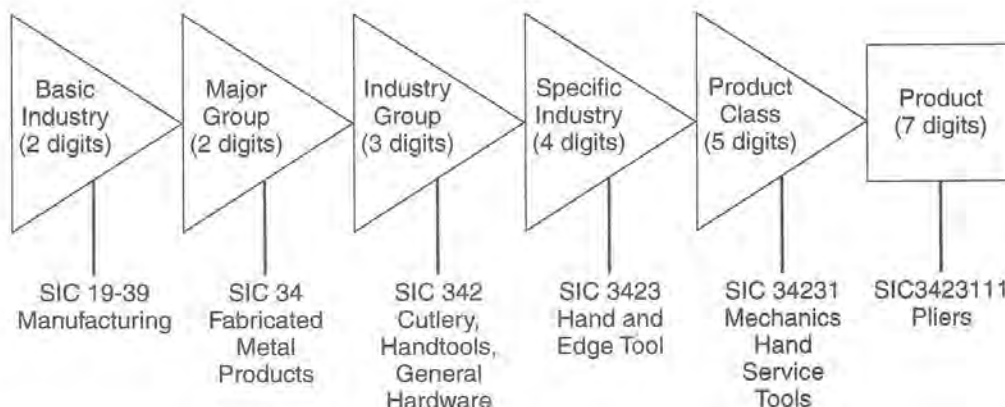 Basic
Industry
(2 digits)
Major
Group
(2 digits)
Industry
Group
(3 digits)
Specific
Industry
(4 digits)
Product
Class
(5 digits)
Product
(7 digits)
SIC 19-39
Manufacturing
SIC 34
Fabricated
Metal
Products
SIC 342
Cutlery,
Handtools,
General
Hardware
SIC 3423
Hand and
Edge Tool
SIC 34231
Mechanics
Hand
Service
Tools
SIC3423111
Pliers